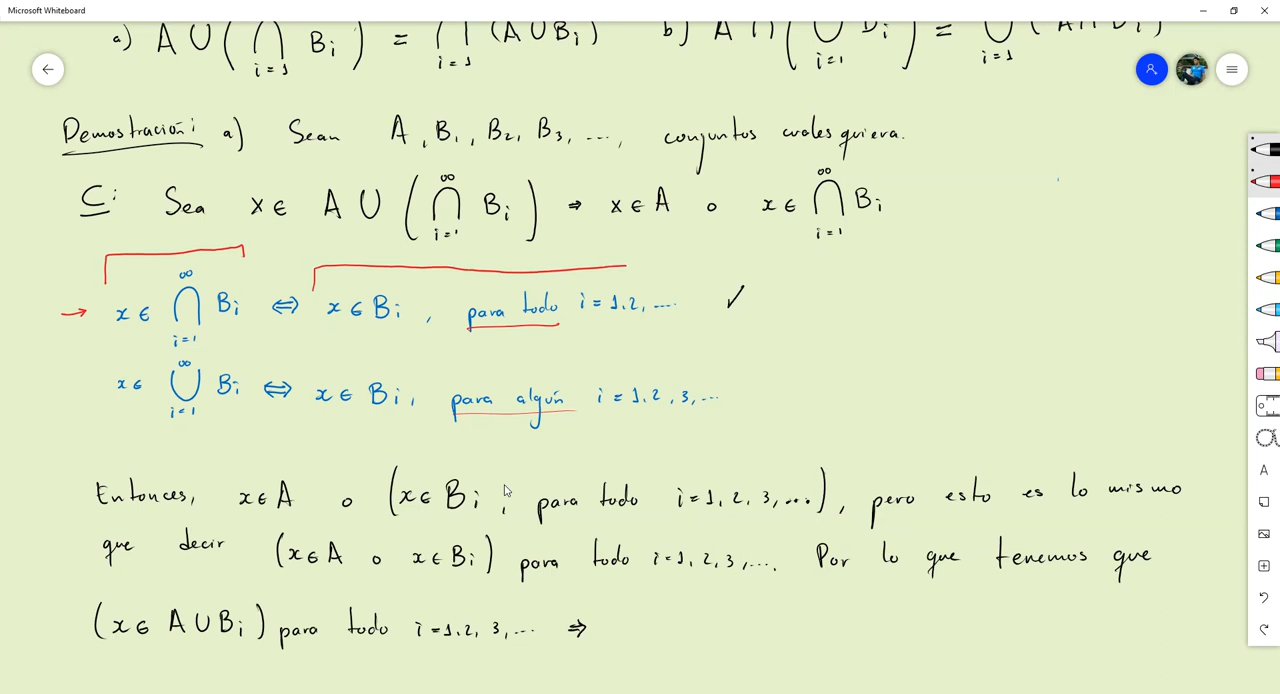 Microsoft Whiteboard
a) A ∪ ( ⋂ i=1 Bi ) = ⋂ i=1 (A ∪ Bi) b) A ∩ ( ⋃ i=1 Bi ) = ⋃ i=1 (A ∩ Bi)
Demostración: a) Sean A, B1, B2, B3, ..., conjuntos cualesquiera.
⊂: Sea x ∈ A ∪ ( ∞ ⋂ i=1 Bi ) ⇒ x ∈ A o x ∈ ∞ ⋂ i=1 Bi
→ x ∈ ∞ ⋂ i=1 Bi ⇔ x ∈ Bi, para todo i = 1, 2, .... ✓
x ∈ ∞ ⋃ i=1 Bi ⇔ x ∈ Bi, para algún i = 1, 2, 3, ...
Entonces, x ∈ A o (x ∈ Bi, para todo i = 1, 2, 3, ...), pero esto es lo mismo
que decir (x ∈ A o x ∈ Bi) para todo i = 1, 2, 3, .... Por lo que tenemos que
(x ∈ A ∪ Bi) para todo i = 1, 2, 3, ... ⇒
A